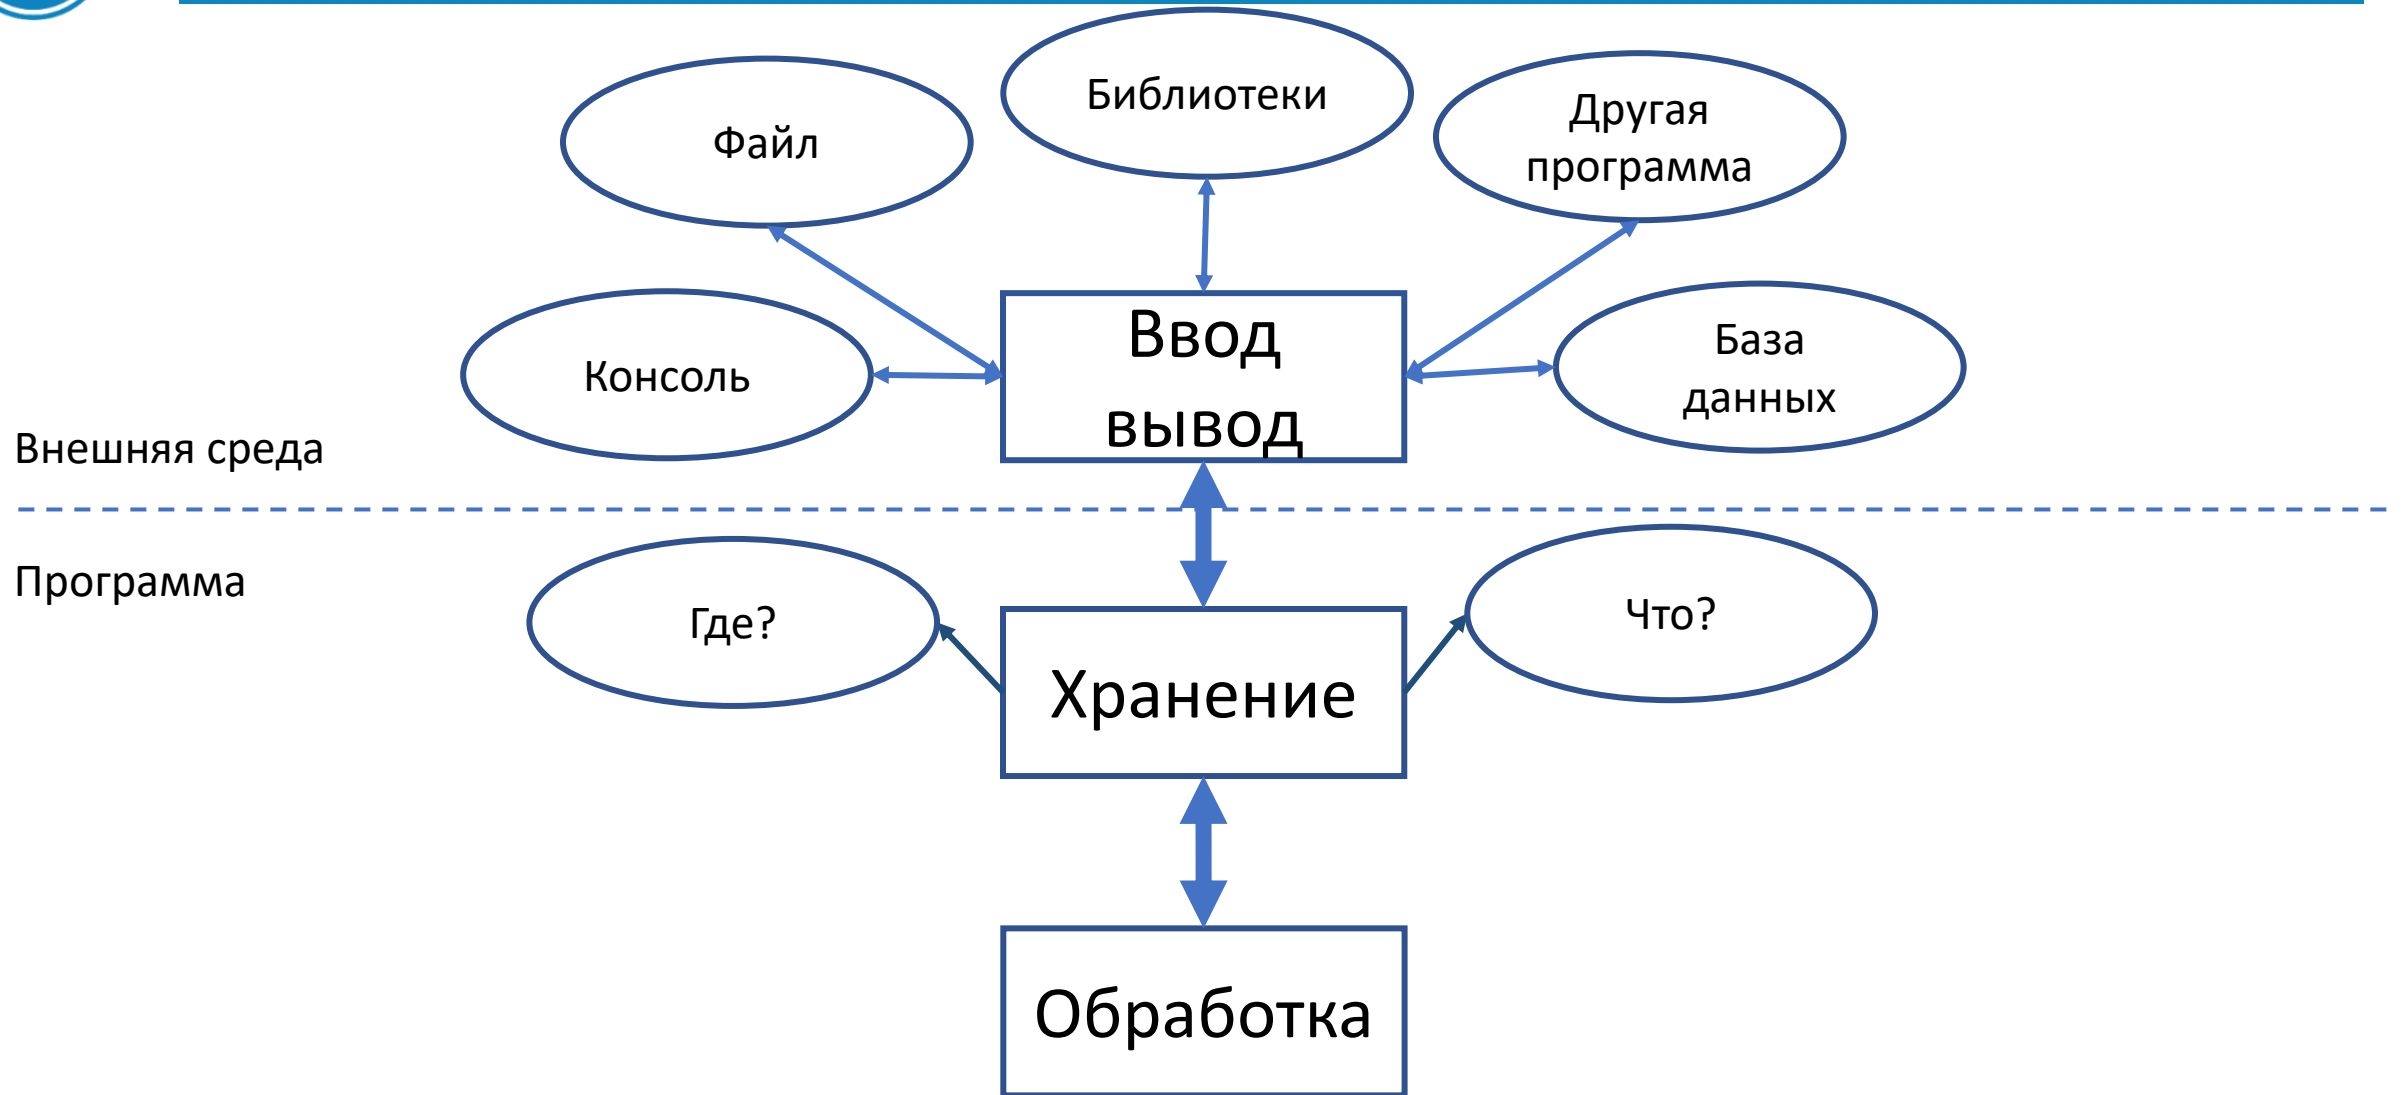 Библиотеки
Файл
Другая
программа
Ввод
вывод
Консоль
База
данных
Внешняя среда
Программа
Где?
Что?
Хранение
Обработка